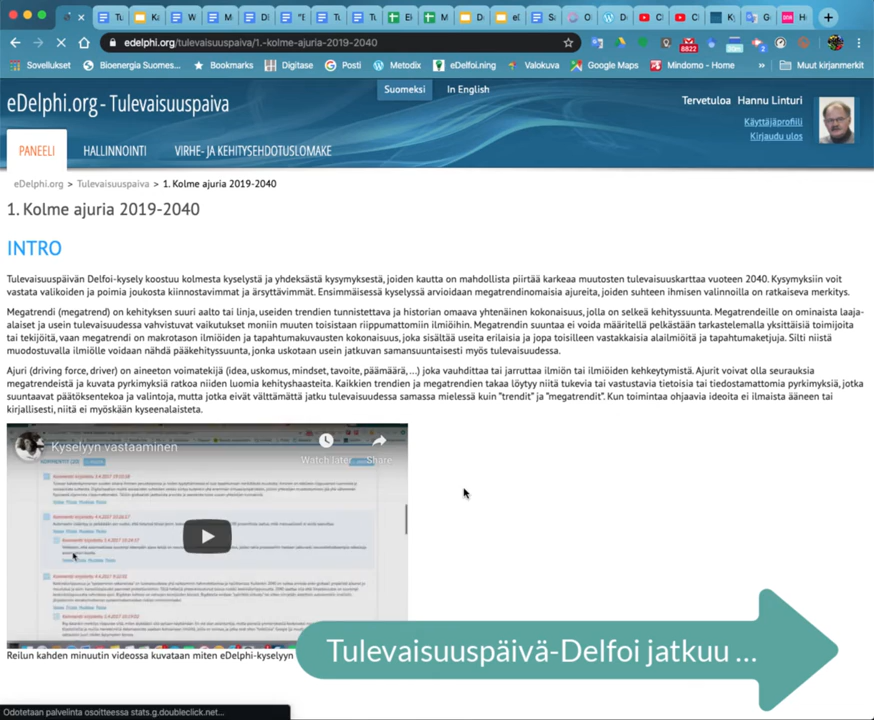 edelphi.org/tulevaisuuspaiva/1.-kolme-ajuria-2019-2040
8822
Sovellukset Bioenergia Suomes... Bookmarks Digitase Posti Metodix eDelfoi.ning Valokuva Google Maps Mindomo - Home » Muut kirjanmerkit
eDelphi.org - Tulevaisuuspaiva
Suomeksi In English
Tervetuloa Hannu Linturi
Käyttäjäprofiili
Kirjaudu ulos
PANEELI HALLINNOINTI VIRHE- JA KEHITYSEHDOTUSLOMAKE
eDelphi.org > Tulevaisuuspaiva > 1. Kolme ajuria 2019-2040
1. Kolme ajuria 2019-2040
INTRO
Tulevaisuuspäivän Delfoi-kysely koostuu kolmesta kyselystä ja yhdeksästä kysymyksestä, joiden kautta on mahdollista piirtää karkeaa muutosten tulevaisuuskarttaa vuoteen 2040. Kysymyksiin voit
vastata valikoiden ja poimia joukosta kiinnostavimmat ja ärsyttävimmät. Ensimmäisessä kyselyssä arvioidaan megatrendinomaisia ajureita, joiden suhteen ihmisen valinnoilla on ratkaiseva merkitys.
Megatrendi (megatrend) on kehityksen suuri aalto tai linja, useiden trendien tunnistettava ja historian omaava yhtenäinen kokonaisuus, jolla on selkeä kehityssuunta. Megatrendeille on ominaista laaja-
alaiset ja usein tulevaisuudessa vahvistuvat vaikutukset moniin muuten toisistaan riippumattomiin ilmiöihin. Megatrendin suuntaa ei voida määritellä pelkästään tarkastelemalla yksittäisiä toimijoita
tai tekijöitä, vaan megatrendi on makrotason ilmiöiden ja tapahtumakuvausten kokonaisuus, joka sisältää useita erilaisia ja jopa toisilleen vastakkaisia alailmiöitä ja tapahtumaketjuja. Silti niistä
muodostuvalla ilmiölle voidaan nähdä pääkehityssuunta, jonka uskotaan usein jatkuvan samansuuntaisesti myös tulevaisuudessa.
Ajuri (driving force, driver) on aineeton voimatekijä (idea, uskomus, mindset, tavoite, päämäärä, ...) joka vauhdittaa tai jarruttaa ilmiön tai ilmiöiden kehkeytymistä. Ajurit voivat olla seurauksia
megatrendeistä ja kuvata pyrkimyksiä ratkoa niiden luomia kehityshaasteita. Kaikkien trendien ja megatrendien takaa löytyy niitä tukevia tai vastustavia tietoisia tai tiedostamattomia pyrkimyksiä, jotka
suuntaavat päätöksentekoa ja valintoja, mutta jotka eivät välttämättä jatku tulevaisuudessa samassa mielessä kuin "trendit" ja "megatrendit". Kun toimintaa ohjaavia ideoita ei ilmaista ääneen tai
kirjallisesti, niitä ei myöskään kyseenalaisteta.
Kyselyyn vastaaminen
Watch later Share
Reilun kahden minuutin videossa kuvataan miten eDelphi-kyselyyn
Tulevaisuuspäivä-Delfoi jatkuu ...
Odotetaan palvelinta osoitteessa stats.g.doubleclick.net...